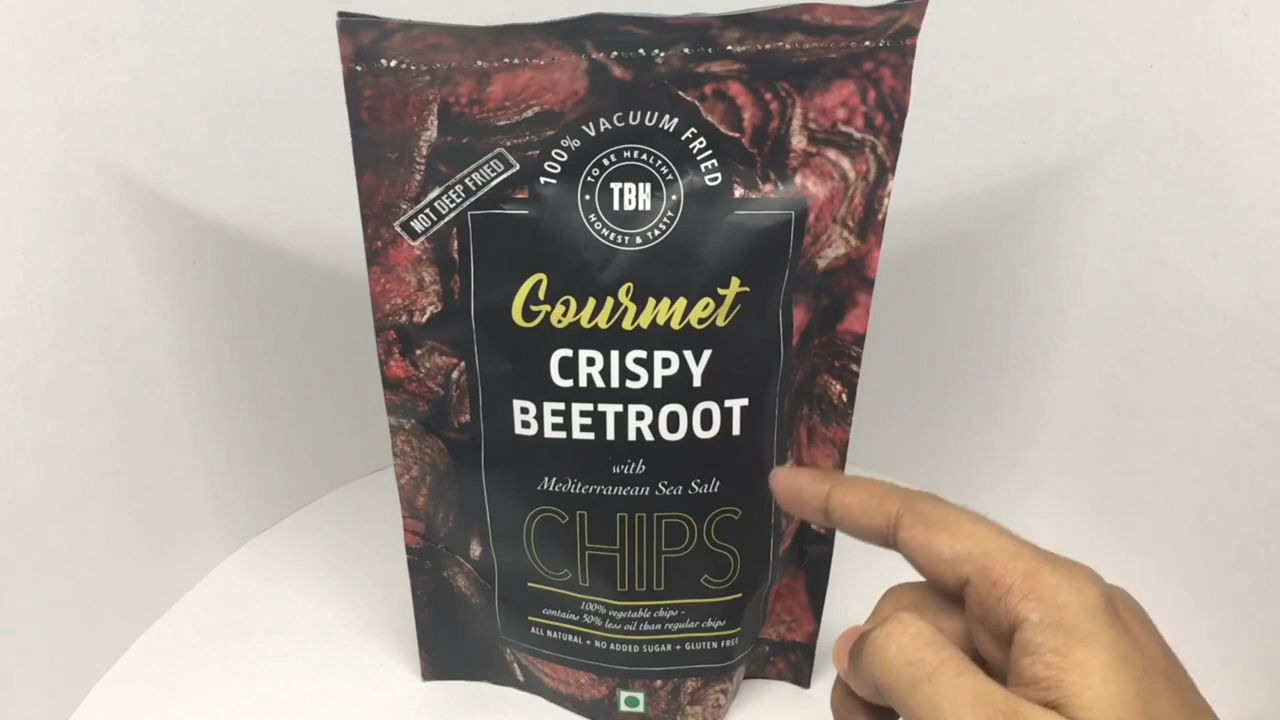 100% VACUUM FRIED
NOT DEEP FRIED
TO BE HEALTHY
TBH
HONEST & TASTY
Gourmet
CRISPY
BEETROOT
with
Mediterranean Sea Salt
CHIPS
100% vegetable chips -
contains 50% less oil than regular chips
ALL NATURAL + NO ADDED SUGAR + GLUTEN FREE